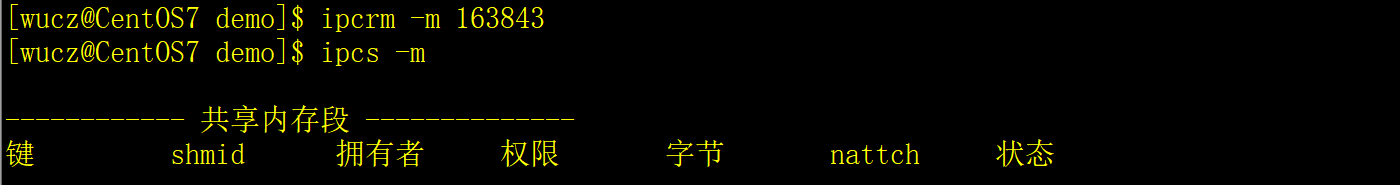 [wucz@CentOS7 demo]$ ipcrm -m 163843
[wucz@CentOS7 demo]$ ipcs -m
------------ 共享内存段 --------------
键 shmid 拥有者 权限 字节 nattch 状态